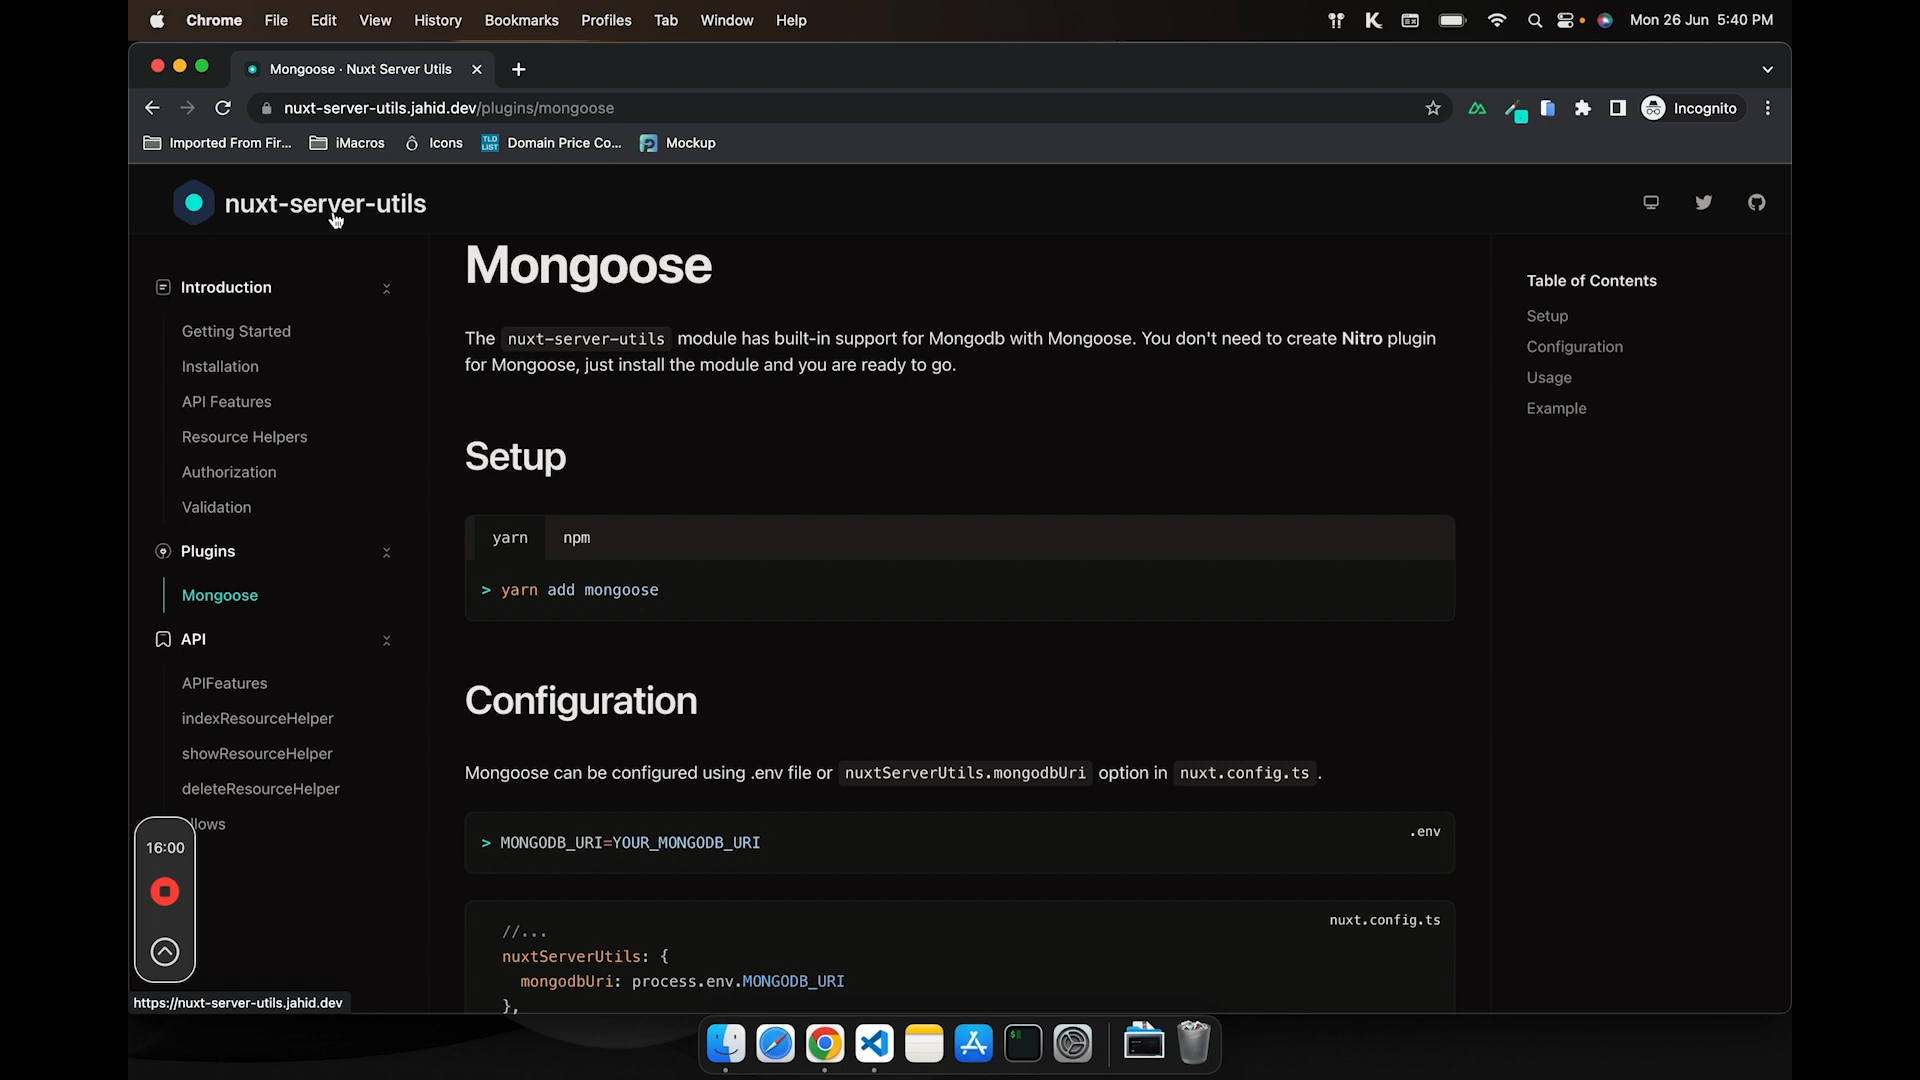 Chrome File Edit View History Bookmarks Profiles Tab Window Help Mon 26 Jun 5:40 PM
Mongoose · Nuxt Server Utils
nuxt-server-utils.jahid.dev/plugins/mongoose Incognito
Imported From Fir... iMacros Icons TLD LIST Domain Price Co... Mockup
nuxt-server-utils
Introduction
Getting Started
Installation
API Features
Resource Helpers
Authorization
Validation
Plugins
Mongoose
API
APIFeatures
indexResourceHelper
showResourceHelper
deleteResourceHelper
llows
16:00
https://nuxt-server-utils.jahid.dev
Mongoose
The nuxt-server-utils module has built-in support for Mongodb with Mongoose. You don't need to create Nitro plugin
for Mongoose, just install the module and you are ready to go.
Setup
yarn npm
> yarn add mongoose
Configuration
Mongoose can be configured using .env file or nuxtServerUtils.mongodbUri option in nuxt.config.ts .
.env
> MONGODB_URI=YOUR_MONGODB_URI
nuxt.config.ts
//...
nuxtServerUtils: {
mongodbUri: process.env.MONGODB_URI
},
Table of Contents
Setup
Configuration
Usage
Example